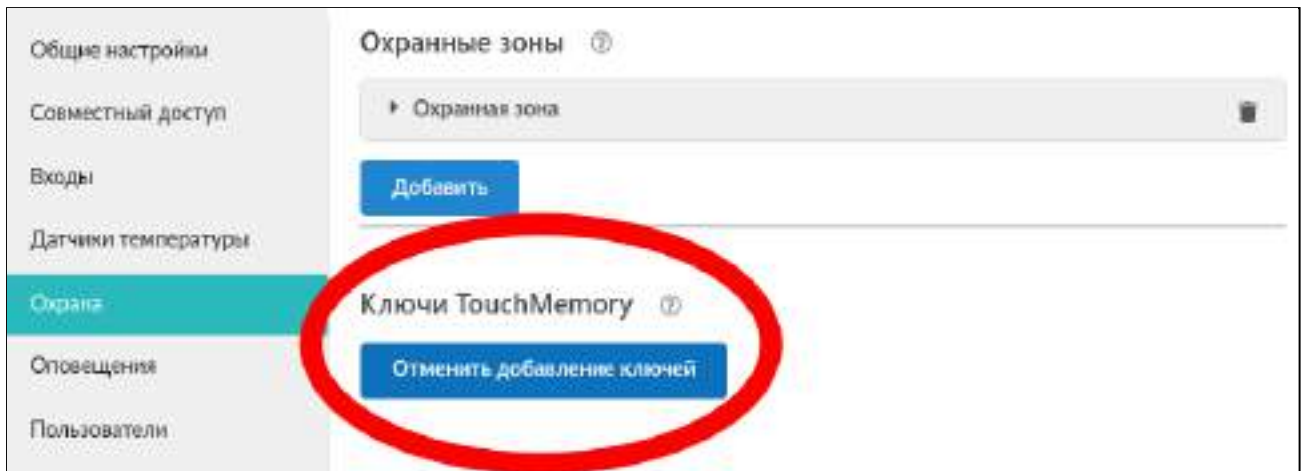 Общие настройки
Совместный доступ
Входы
Датчики температуры
Охрана
Оповещения
Пользователи
Охранные зоны ?
Охранная зона
Добавить
Ключи TouchMemory ?
Отменить добавление ключей